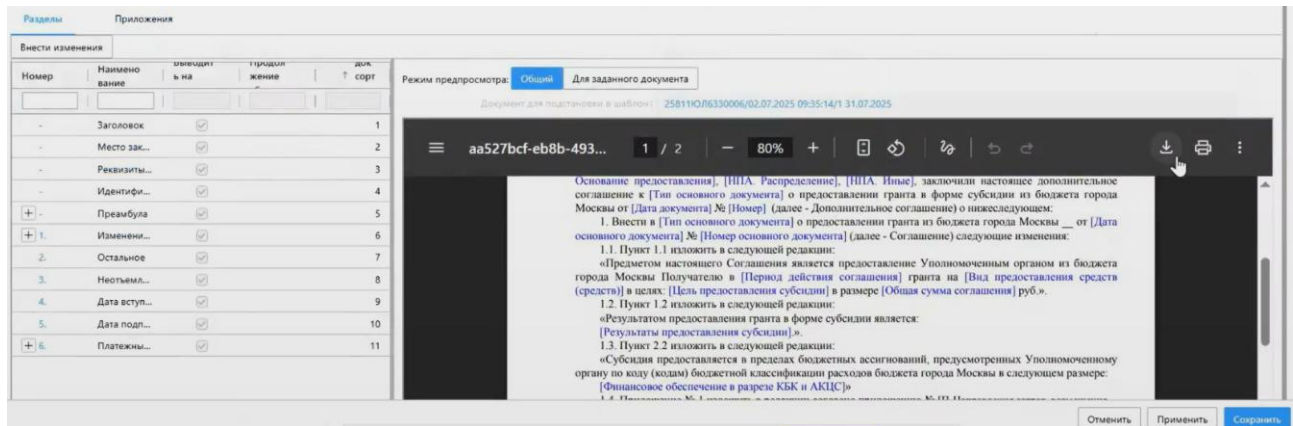 Разделы Приложения
Внести изменения
Номер Наименование выводить на Продолжение ↑ док сорт
- Заголовок 1
- Место зак... 2
- Реквизиты... 3
- Идентифи... 4
+ - Преамбула 5
+ 1. Изменени... 6
2. Остальное 7
3. Неотъемл... 8
4. Дата вступ... 9
5. Дата подп... 10
+ 6. Платежны... 11
Режим предпросмотра: Общий Для заданного документа
Документ для подстановки в шаблон: 25811ЮЛ6330006/02.07.2025 09:35:14/1 31.07.2025
aa527bcf-eb8b-493... 1 / 2 − 80% +
Основание предоставления], [НПА. Распределение], [НПА. Иные], заключили настоящее дополнительное
соглашение к [Тип основного документа] о предоставлении гранта в форме субсидии из бюджета города
Москвы от [Дата документа] № [Номер] (далее - Дополнительное соглашение) о нижеследующем:
1. Внести в [Тип основного документа] о предоставлении гранта из бюджета города Москвы __ от [Дата
основного документа] № [Номер основного документа] (далее - Соглашение) следующие изменения:
1.1. Пункт 1.1 изложить в следующей редакции:
«Предметом настоящего Соглашения является предоставление Уполномоченным органом из бюджета
города Москвы Получателю в [Период действия соглашения] гранта на [Вид предоставления средств
(средств)] в целях: [Цель предоставления субсидии] в размере [Общая сумма соглашения] руб.».
1.2. Пункт 1.2 изложить в следующей редакции:
«Результатом предоставления гранта в форме субсидии является:
[Результаты предоставления субсидии].».
1.3. Пункт 2.2 изложить в следующей редакции:
«Субсидия предоставляется в пределах бюджетных ассигнований, предусмотренных Уполномоченному
органу по коду (кодам) бюджетной классификации расходов бюджета города Москвы в следующем размере:
[Финансовое обеспечение в разрезе КБК и АКЦС]»
Отменить Применить Сохранить